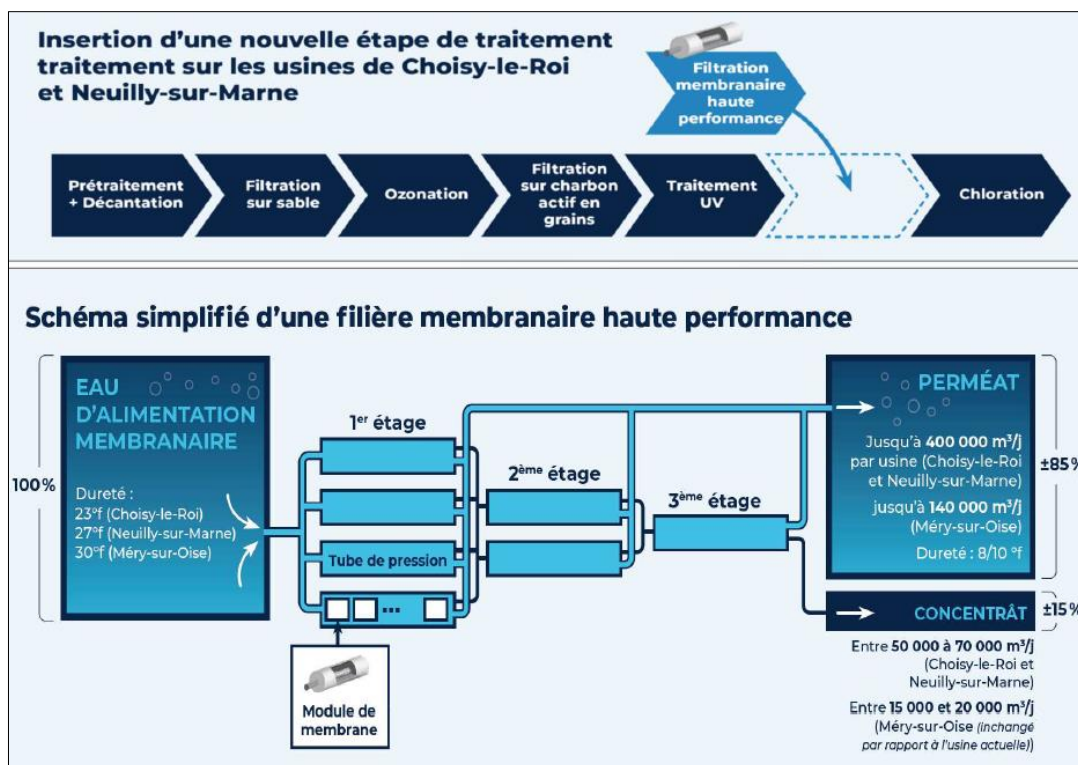 Insertion d'une nouvelle étape de traitement
traitement sur les usines de Choisy-le-Roi
et Neuilly-sur-Marne
Filtration
membranaire
haute
performance
Prétraitement
+ Décantation
Filtration
sur sable
Ozonation
Filtration
sur charbon
actif en
grains
Traitement
UV
Chloration
Schéma simplifié d'une filière membranaire haute performance
100%
EAU
D'ALIMENTATION
MEMBRANAIRE
Dureté :
23°f (Choisy-le-Roi)
27°f (Neuilly-sur-Marne)
30°f (Méry-sur-Oise)
1er étage
Tube de pression
...
Module de
membrane
2ème étage
3ème étage
PERMÉAT
Jusqu'à 400 000 m³/j
par usine (Choisy-le-Roi
et Neuilly-sur-Marne)
jusqu'à 140 000 m³/j
(Méry-sur-Oise)
Dureté : 8/10 °f
±85%
CONCENTRÂT
±15%
Entre 50 000 à 70 000 m³/j
(Choisy-le-Roi et
Neuilly-sur-Marne)
Entre 15 000 et 20 000 m³/j
(Méry-sur-Oise (inchangé
par rapport à l'usine actuelle))